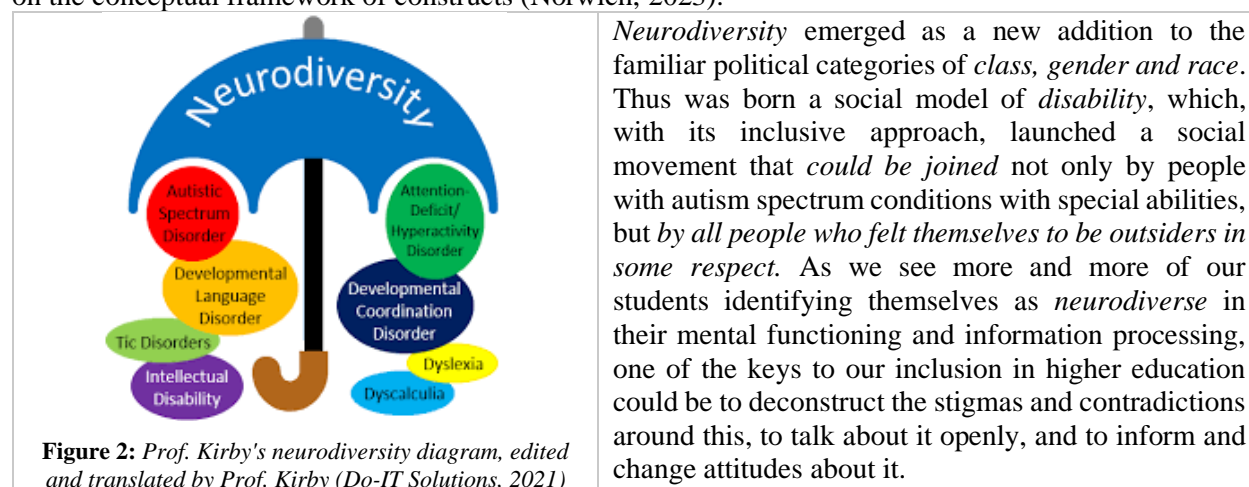 on the conceptual framework of constructs (Norwich, 2023).
Neurodiversity
Autistic
Spectrum
Disorder
Attention-
Deficit/
Hyperactivity
Disorder
Developmental
Language
Disorder
Developmental
Coordination
Disorder
Tic Disorders
Dyslexia
Intellectual
Disability
Dyscalculia
Figure 2: Prof. Kirby's neurodiversity diagram, edited
and translated by Prof. Kirby (Do-IT Solutions, 2021)
Neurodiversity emerged as a new addition to the
familiar political categories of class, gender and race.
Thus was born a social model of disability, which,
with its inclusive approach, launched a social
movement that could be joined not only by people
with autism spectrum conditions with special abilities,
but by all people who felt themselves to be outsiders in
some respect. As we see more and more of our
students identifying themselves as neurodiverse in
their mental functioning and information processing,
one of the keys to our inclusion in higher education
could be to deconstruct the stigmas and contradictions
around this, to talk about it openly, and to inform and
change attitudes about it.